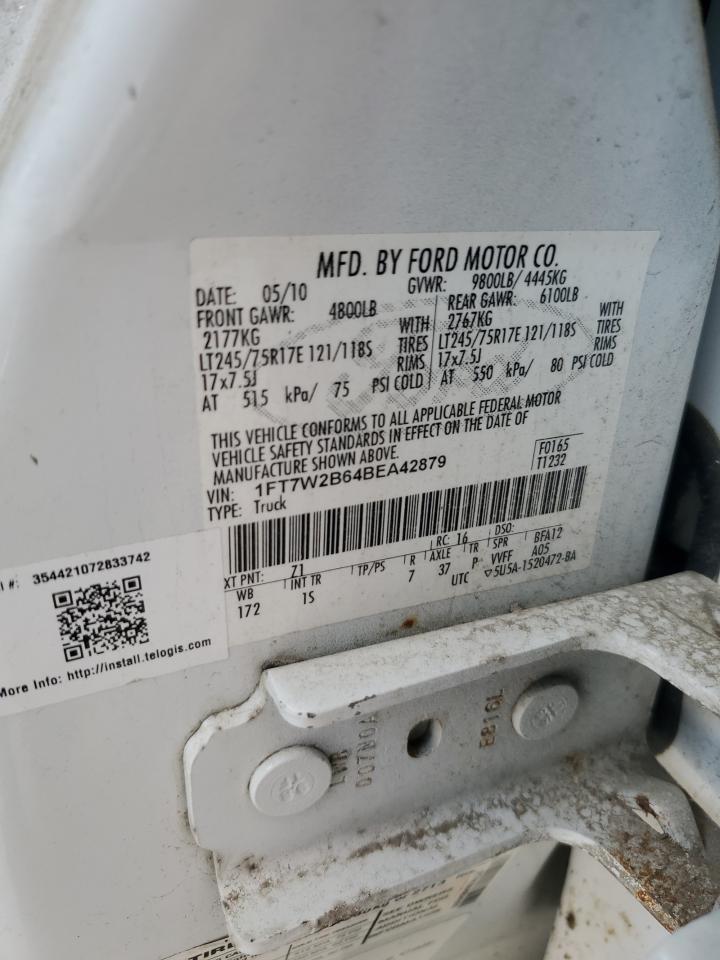 MFD. BY FORD MOTOR CO.
DATE: 05/10 GVWR: 9800LB/ 4445KG
FRONT GAWR: 4800LB REAR GAWR: 6100LB
2177KG WITH 2767KG WITH
LT245/75R17E 121/118S TIRES LT245/75R17E 121/118S TIRES
17x7.5J RIMS 17x7.5J RIMS
AT 515 kPa/ 75 PSI COLD AT 550 kPa/ 80 PSI COLD
THIS VEHICLE CONFORMS TO ALL APPLICABLE FEDERAL MOTOR
VEHICLE SAFETY STANDARDS IN EFFECT ON THE DATE OF
MANUFACTURE SHOWN ABOVE.
VIN: 1FT7W2B64BEA42879
TYPE: Truck
F0165
T1232
XT PNT: 71 RC: 16 DSO:
WB INT TR TP/PS R AXLE TR SPR BFA12
172 1S 7 37 P VVFF A05
UTC ▽5U5A-1520472-BA
#: 354421072833742
More Info: http://install.telogis.com
LWR
E816L